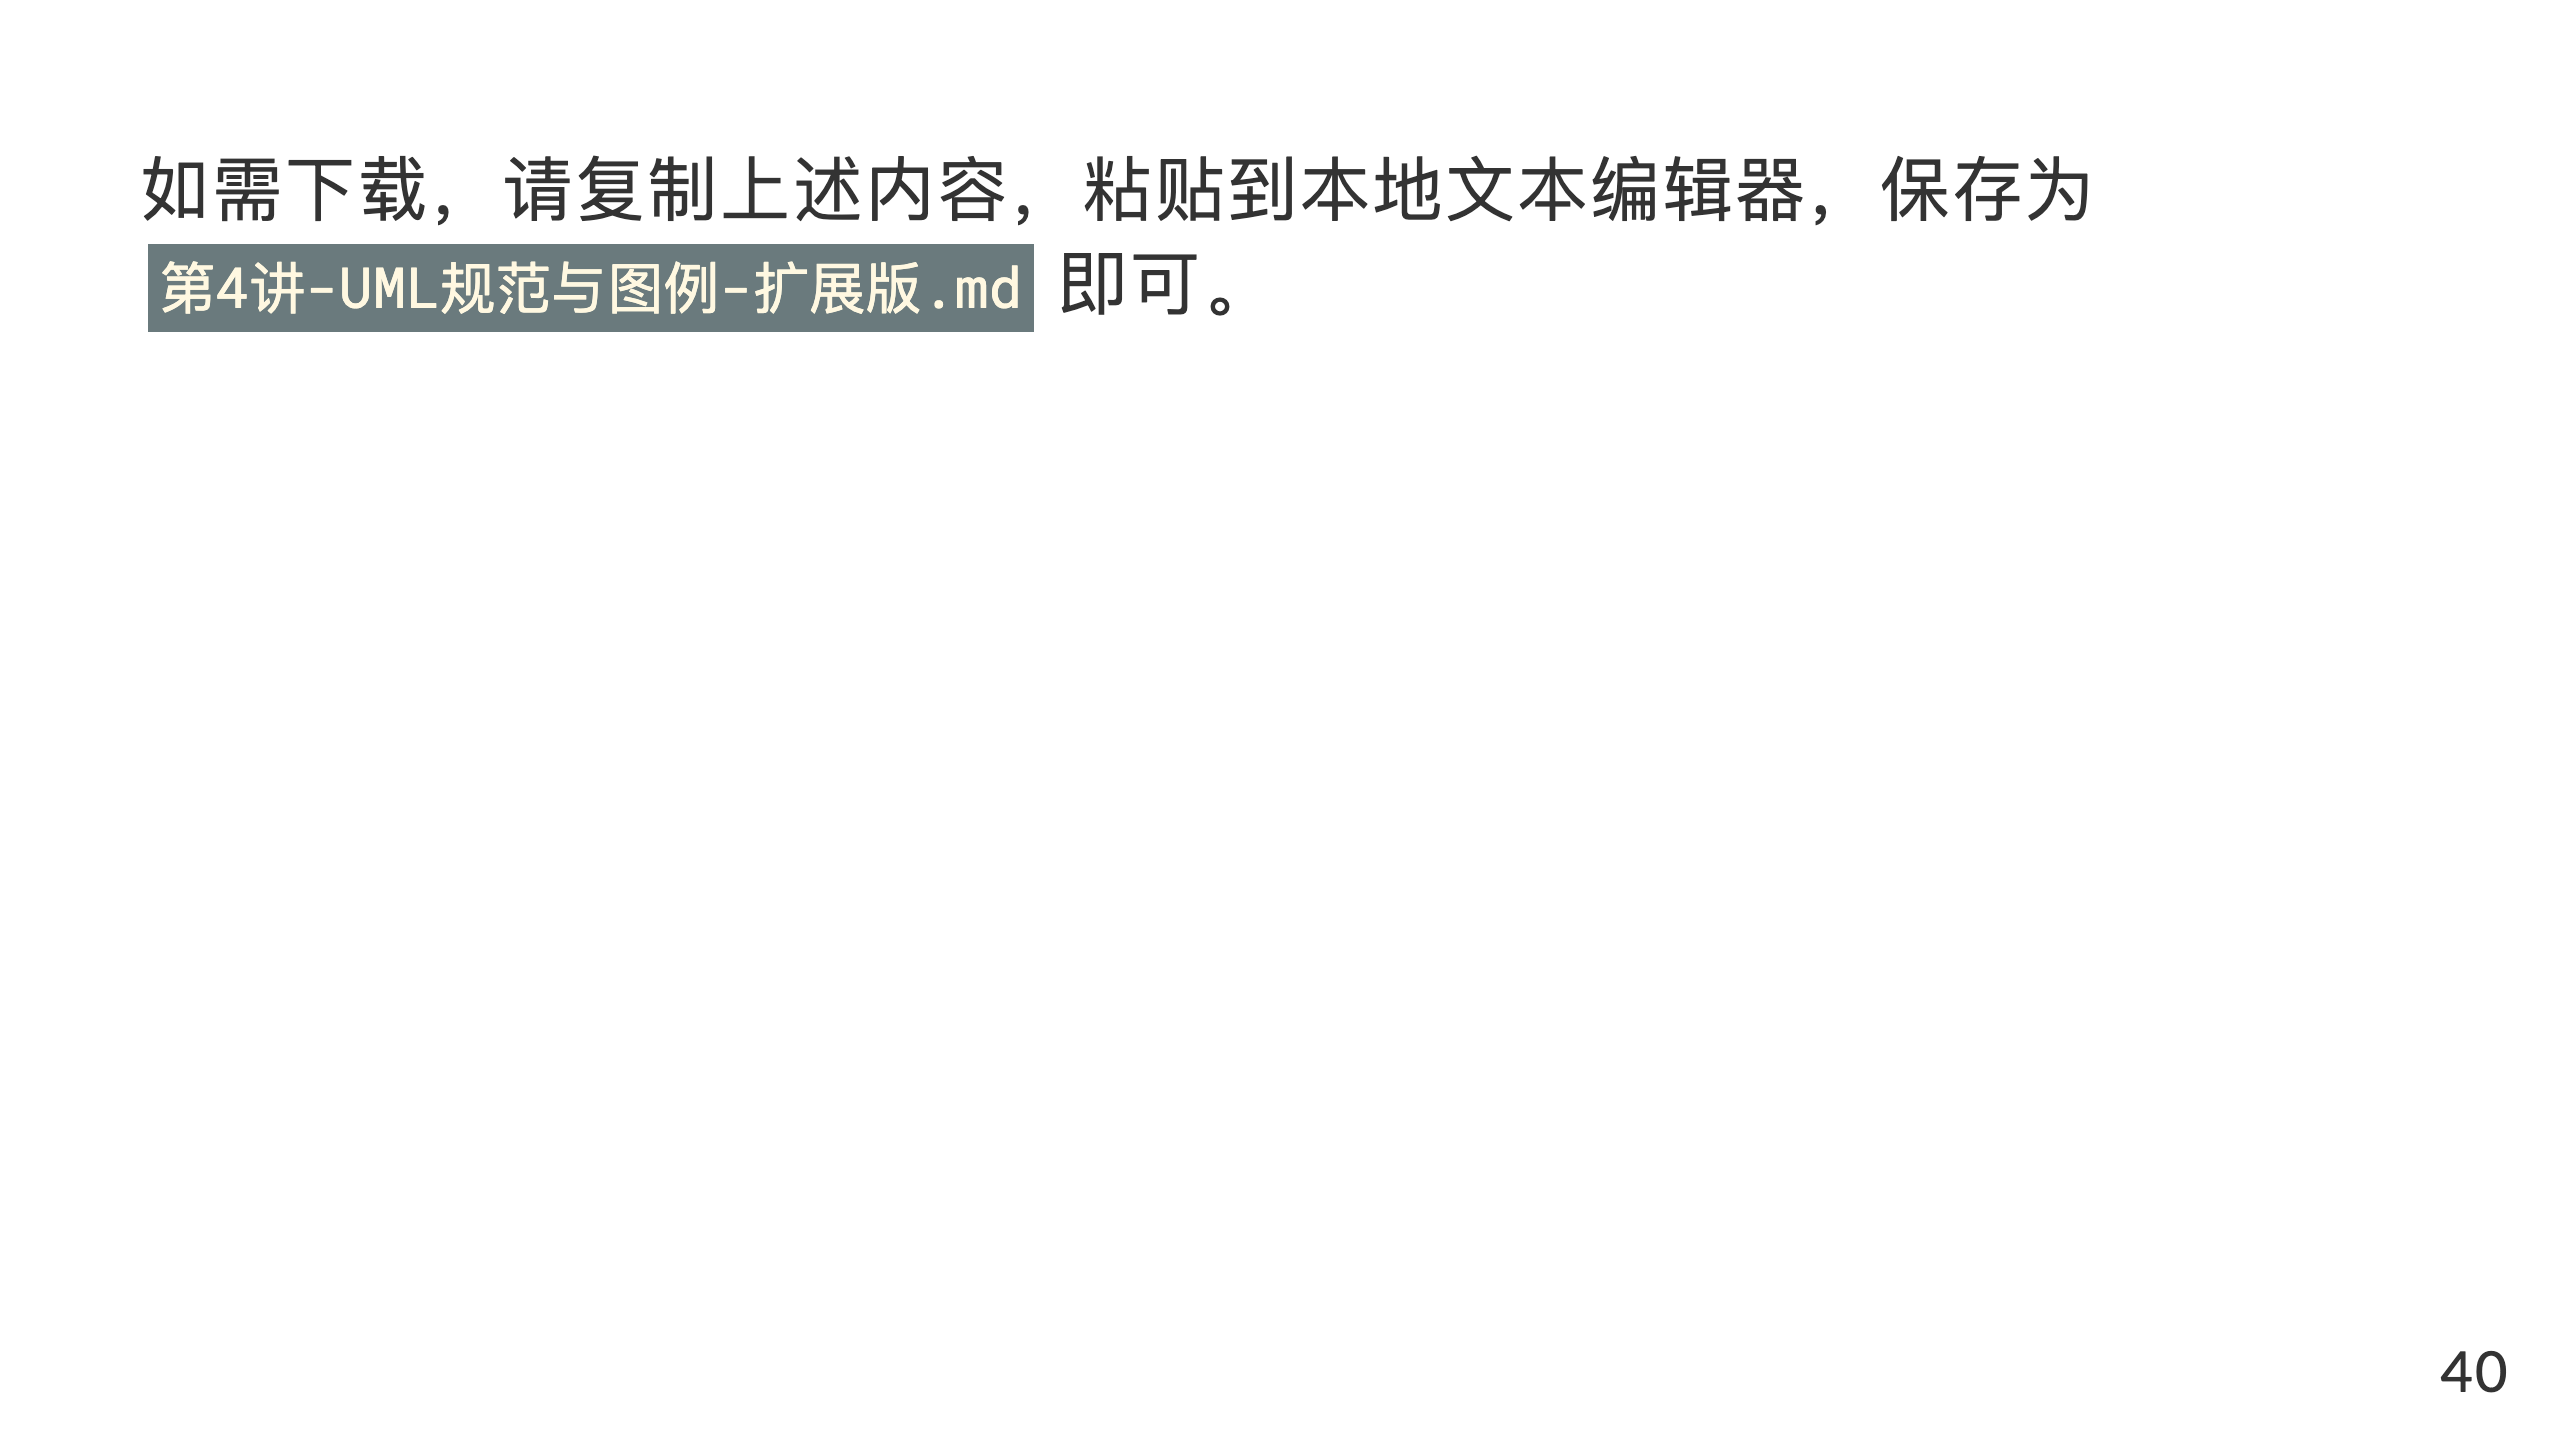 如需下载，请复制上述内容，粘贴到本地文本编辑器，保存为
第4讲-UML规范与图例-扩展版.md 即可。
40